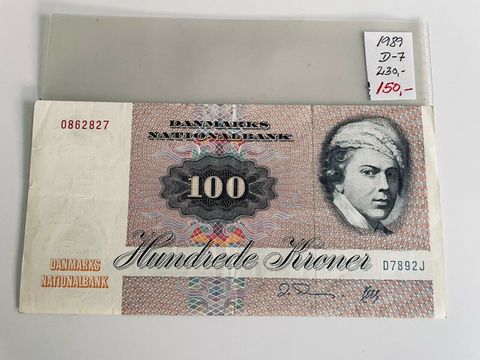 1989
D-7
230,-
150,-
0862827
DANMARKS
NATIONALBANK
100
Hundrede Kroner
DANMARKS
NATIONALBANK
D7892J